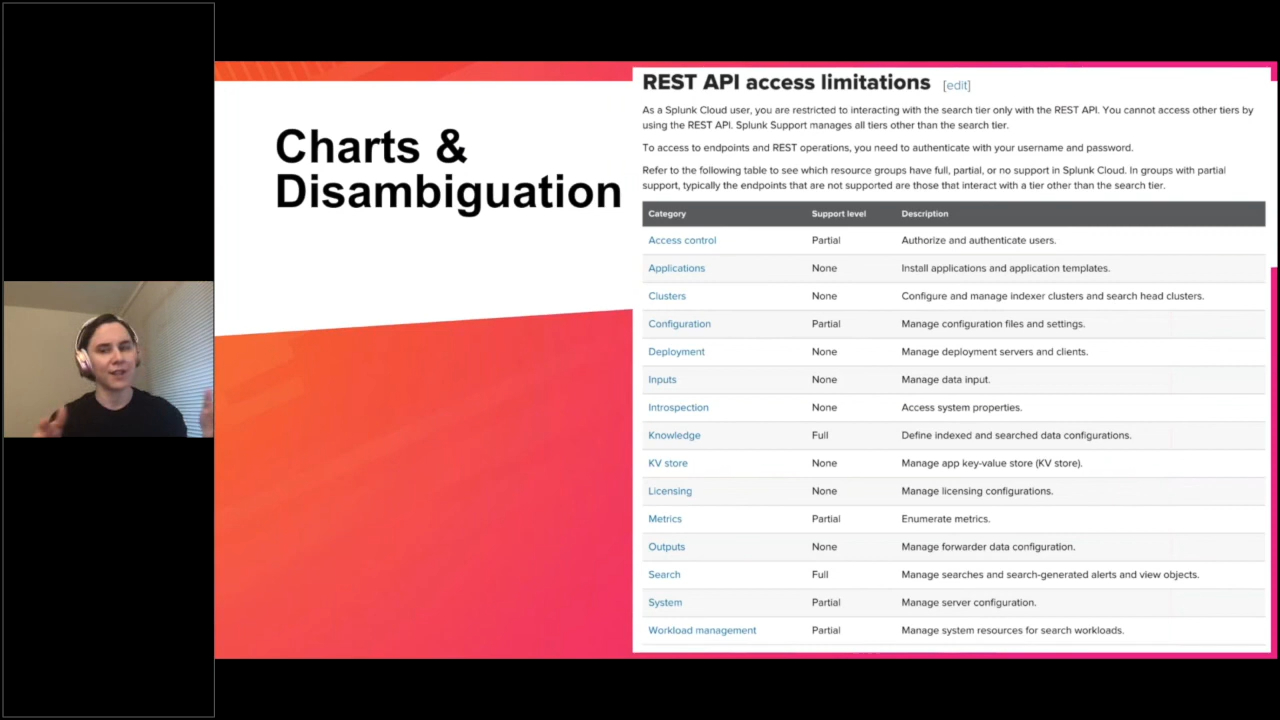 Charts &
Disambiguation
REST API access limitations [edit]
As a Splunk Cloud user, you are restricted to interacting with the search tier only with the REST API. You cannot access other tiers by
using the REST API. Splunk Support manages all tiers other than the search tier.
To access to endpoints and REST operations, you need to authenticate with your username and password.
Refer to the following table to see which resource groups have full, partial, or no support in Splunk Cloud. In groups with partial
support, typically the endpoints that are not supported are those that interact with a tier other than the search tier.
Category Support level Description
Access control Partial Authorize and authenticate users.
Applications None Install applications and application templates.
Clusters None Configure and manage indexer clusters and search head clusters.
Configuration Partial Manage configuration files and settings.
Deployment None Manage deployment servers and clients.
Inputs None Manage data input.
Introspection None Access system properties.
Knowledge Full Define indexed and searched data configurations.
KV store None Manage app key-value store (KV store).
Licensing None Manage licensing configurations.
Metrics Partial Enumerate metrics.
Outputs None Manage forwarder data configuration.
Search Full Manage searches and search-generated alerts and view objects.
System Partial Manage server configuration.
Workload management Partial Manage system resources for search workloads.